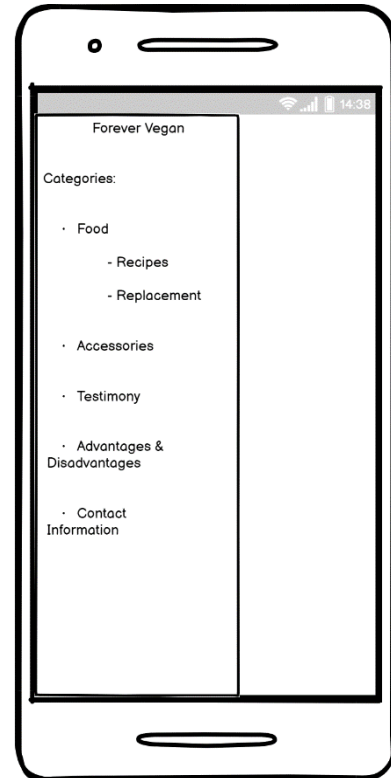 14:38
Forever Vegan
Categories:
· Food
- Recipes
- Replacement
· Accessories
· Testimony
· Advantages &
Disadvantages
· Contact
Information